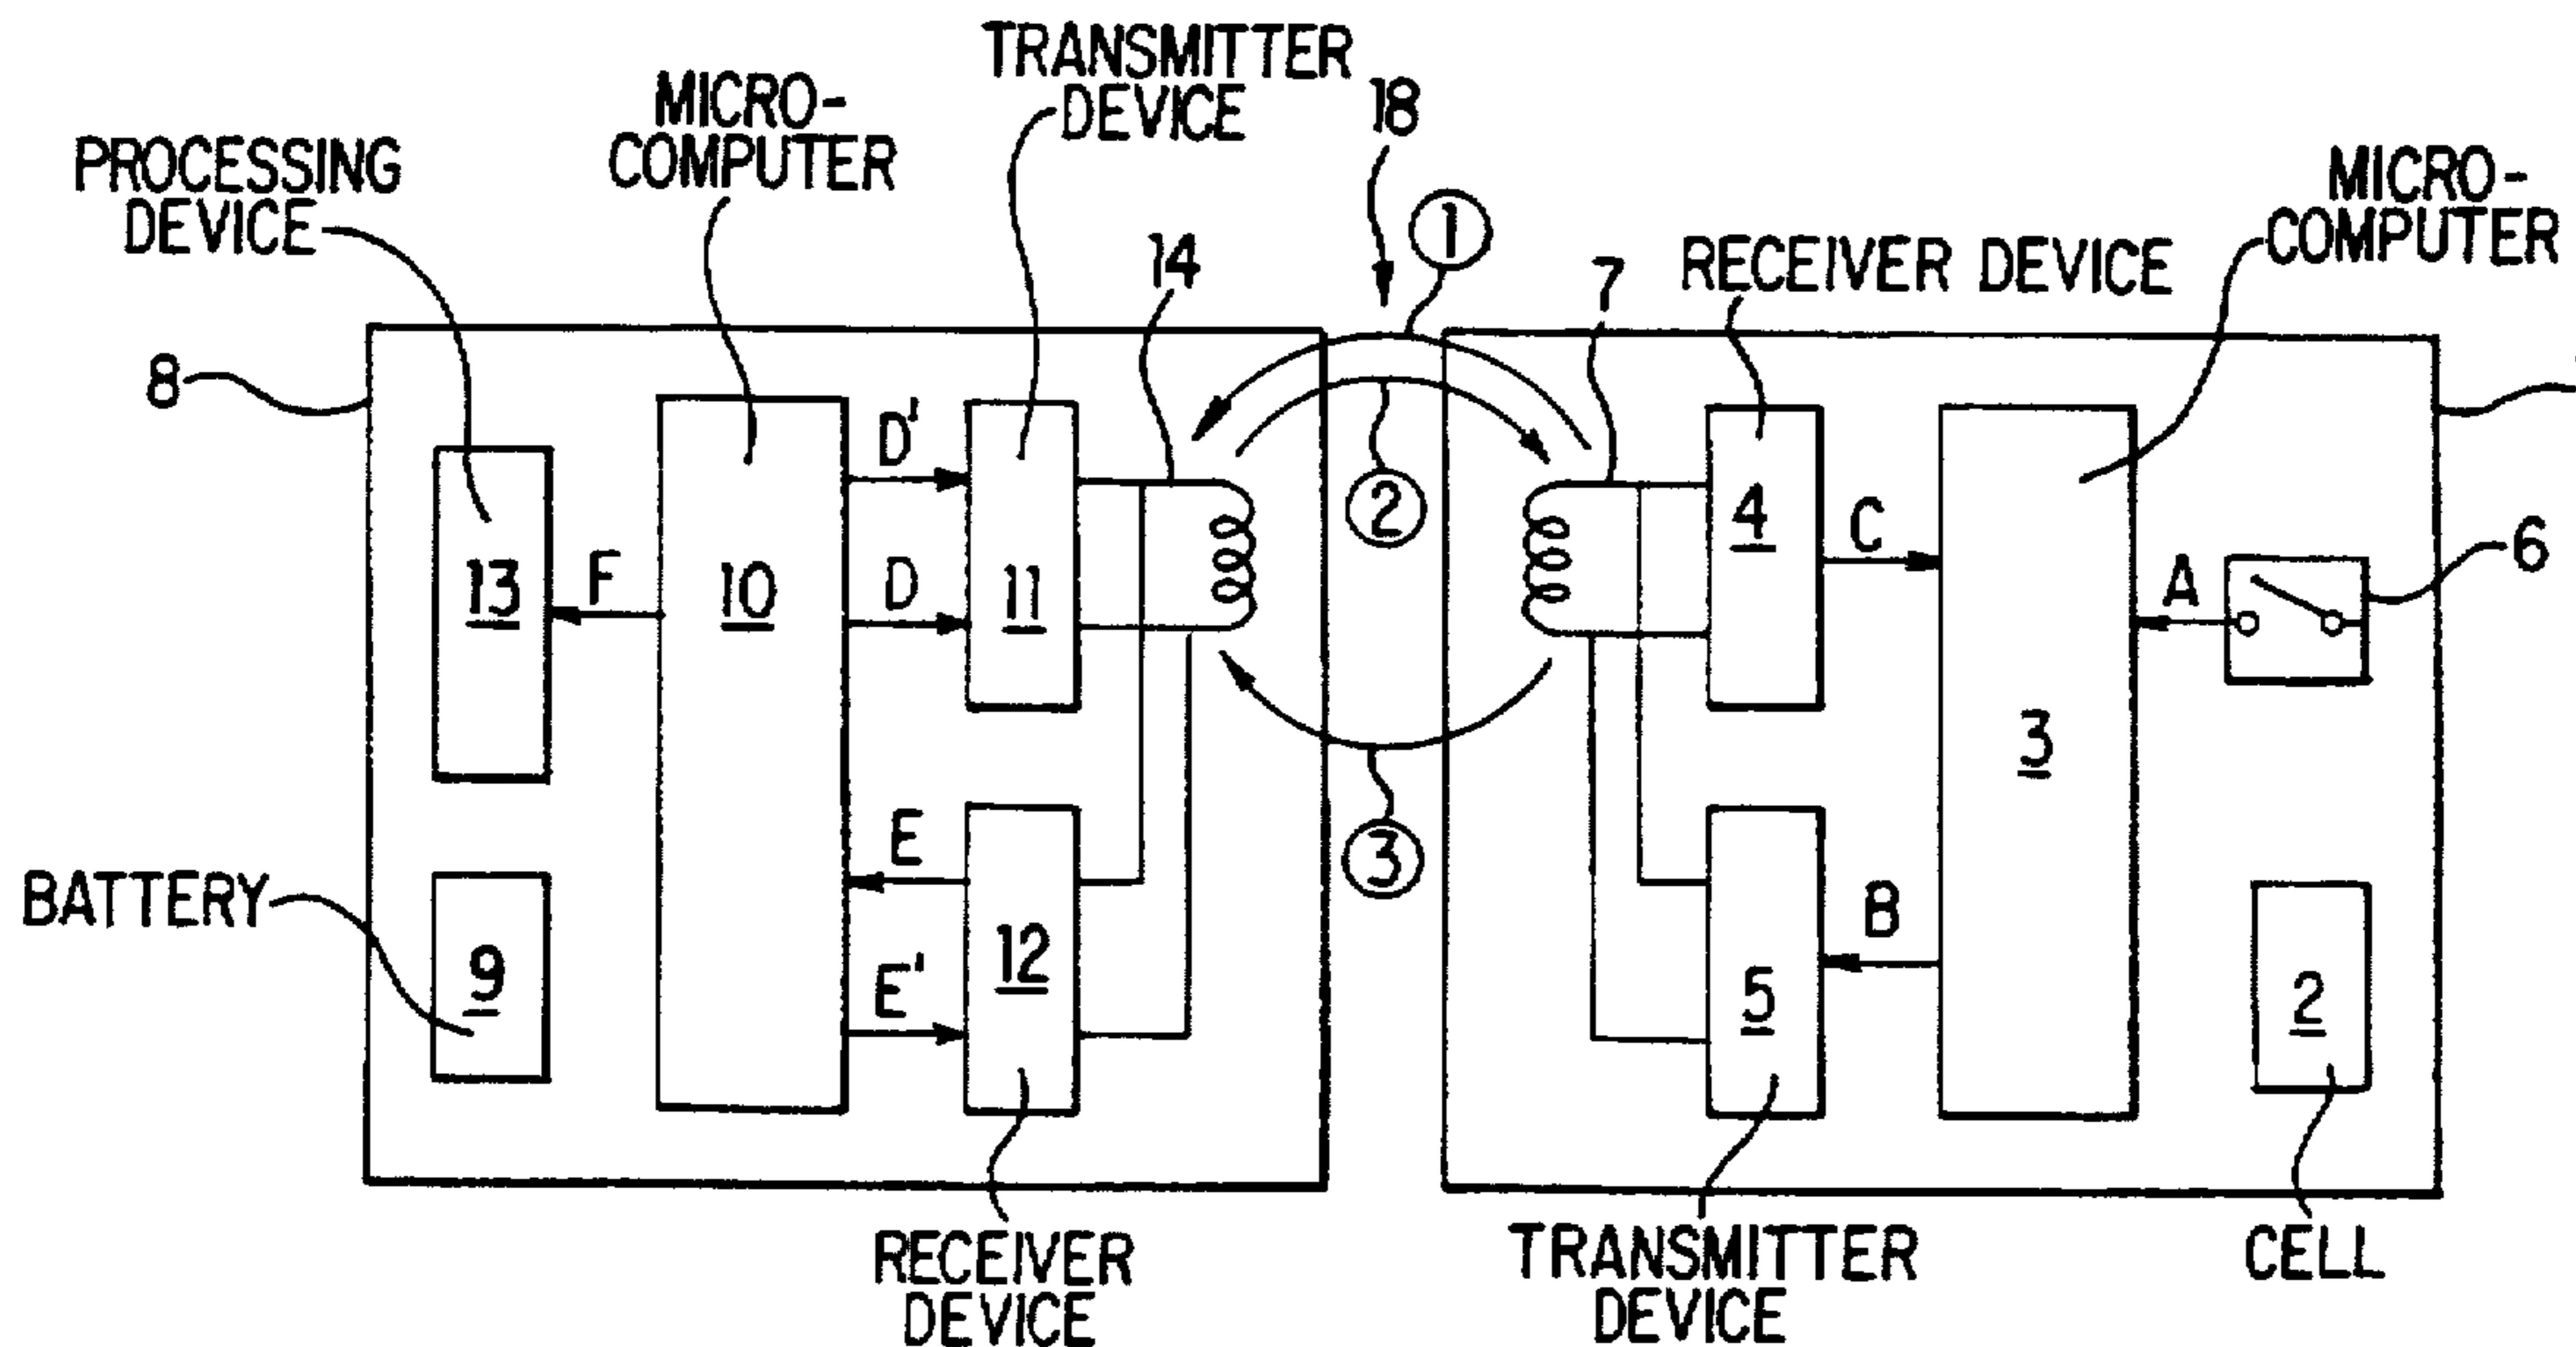 TRANSMITTER
DEVICE
MICRO-
COMPUTER
18
PROCESSING
DEVICE
1
MICRO-
COMPUTER
14
7
RECEIVER DEVICE
8
D'
2
4
C
6
13
F
10
D
11
A
3
E
3
BATTERY
9
12
B
E'
5
2
RECEIVER
DEVICE
TRANSMITTER
DEVICE
CELL